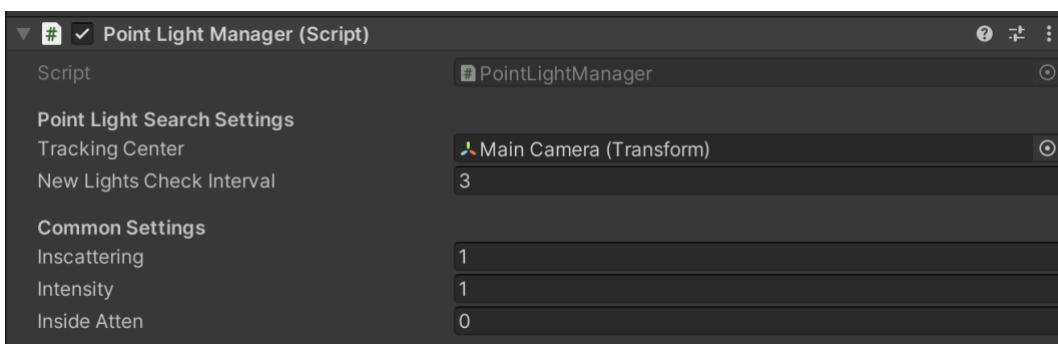 Point Light Manager (Script)
Script PointLightManager
Point Light Search Settings
Tracking Center Main Camera (Transform)
New Lights Check Interval 3
Common Settings
Inscattering 1
Intensity 1
Inside Atten 0